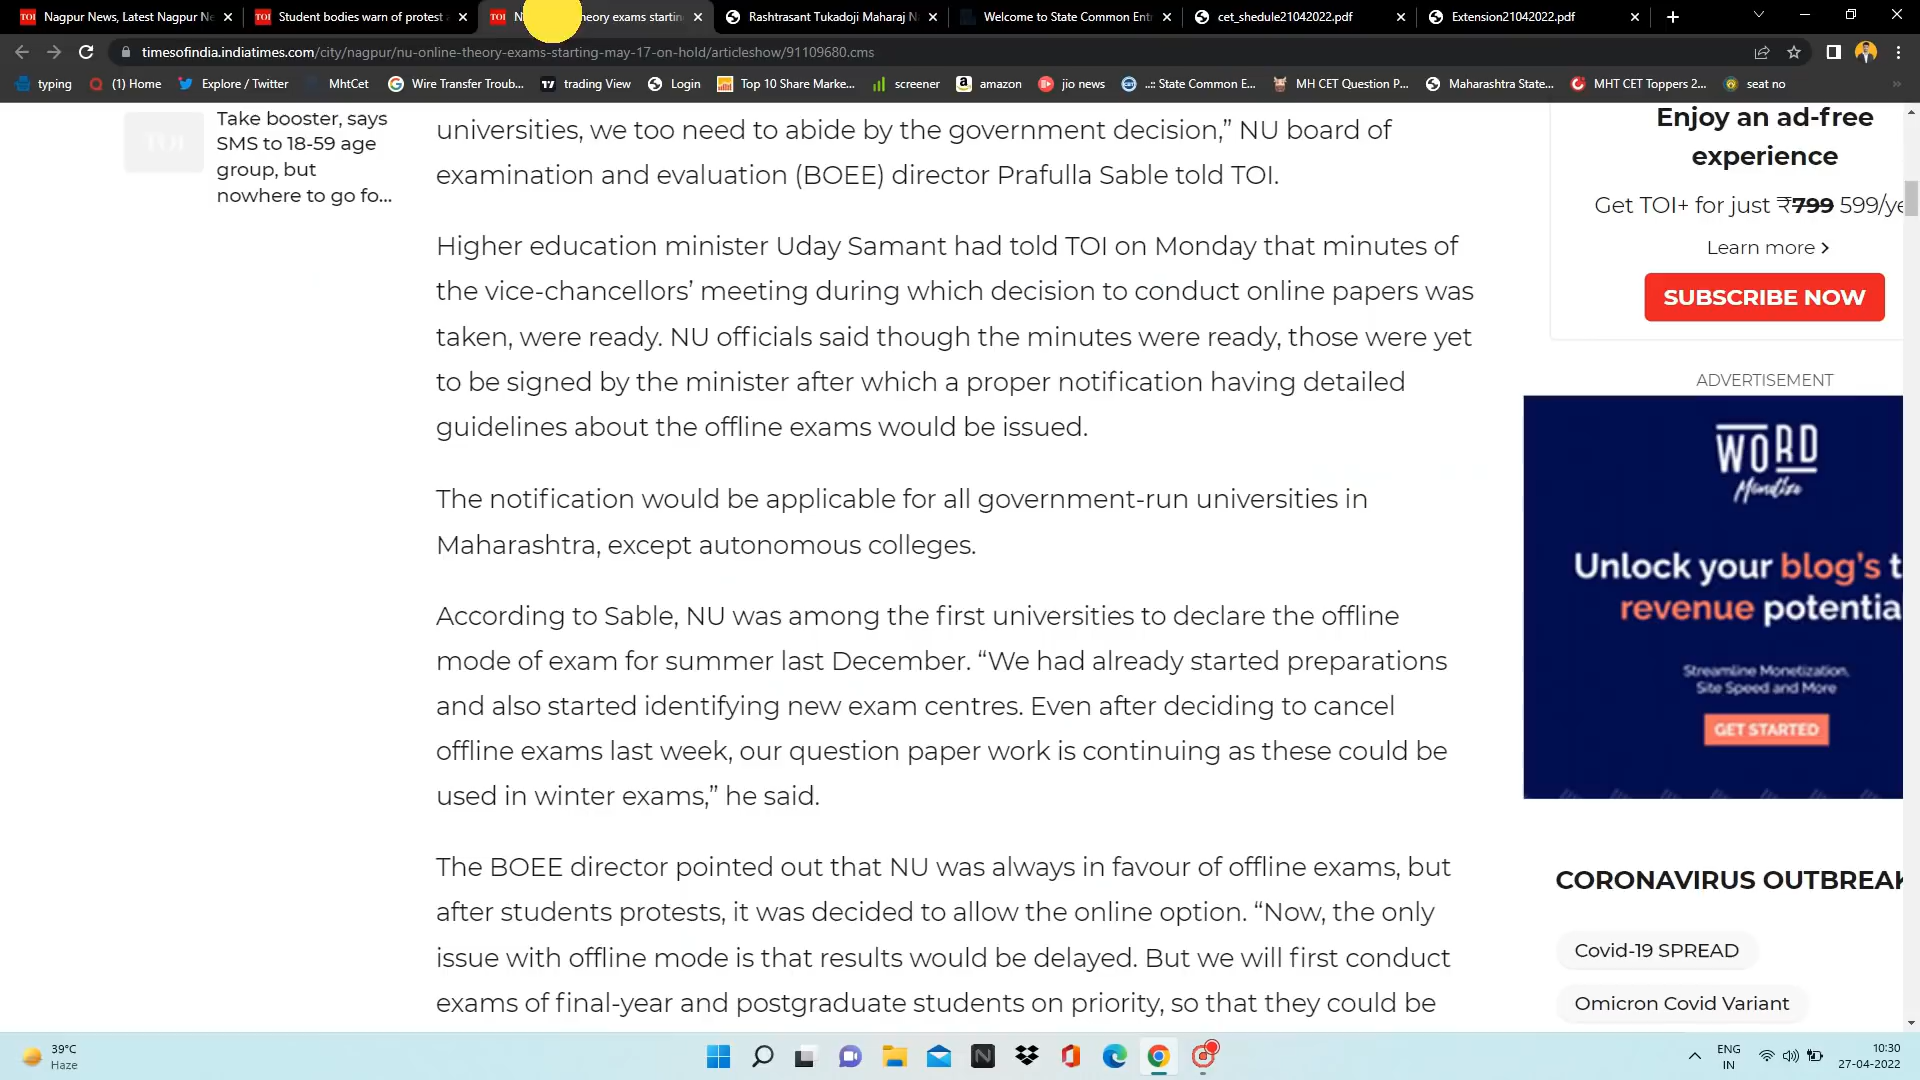 Nagpur News, Latest Nagpur Ne
Student bodies warn of protest a
heory exams startin
Rashtrasant Tukadoji Maharaj N
Welcome to State Common Entr
cet_shedule21042022.pdf
Extension21042022.pdf
timesofindia.indiatimes.com/city/nagpur/nu-online-theory-exams-starting-may-17-on-hold/articleshow/91109680.cms
typing
(1) Home
Explore / Twitter
MhtCet
Wire Transfer Troub...
trading View
Login
Top 10 Share Marke...
screener
amazon
jio news
..:: State Common E...
MH CET Question P...
Maharashtra State...
MHT CET Toppers 2...
seat no
TOI
Take booster, says
SMS to 18-59 age
group, but
nowhere to go fo...
universities, we too need to abide by the government decision,” NU board of
examination and evaluation (BOEE) director Prafulla Sable told TOI.
Higher education minister Uday Samant had told TOI on Monday that minutes of
the vice-chancellors’ meeting during which decision to conduct online papers was
taken, were ready. NU officials said though the minutes were ready, those were yet
to be signed by the minister after which a proper notification having detailed
guidelines about the offline exams would be issued.
The notification would be applicable for all government-run universities in
Maharashtra, except autonomous colleges.
According to Sable, NU was among the first universities to declare the offline
mode of exam for summer last December. “We had already started preparations
and also started identifying new exam centres. Even after deciding to cancel
offline exams last week, our question paper work is continuing as these could be
used in winter exams,” he said.
The BOEE director pointed out that NU was always in favour of offline exams, but
after students protests, it was decided to allow the online option. “Now, the only
issue with offline mode is that results would be delayed. But we will first conduct
exams of final-year and postgraduate students on priority, so that they could be
Enjoy an ad-free
experience
Get TOI+ for just ₹799 599/ye
Learn more >
SUBSCRIBE NOW
ADVERTISEMENT
WORD
Monetize
Unlock your blog's t
revenue potentia
Streamline Monetization,
Site Speed and More
GET STARTED
CORONAVIRUS OUTBREAK
Covid-19 SPREAD
Omicron Covid Variant
39°C
Haze
ENG
IN
10:30
27-04-2022